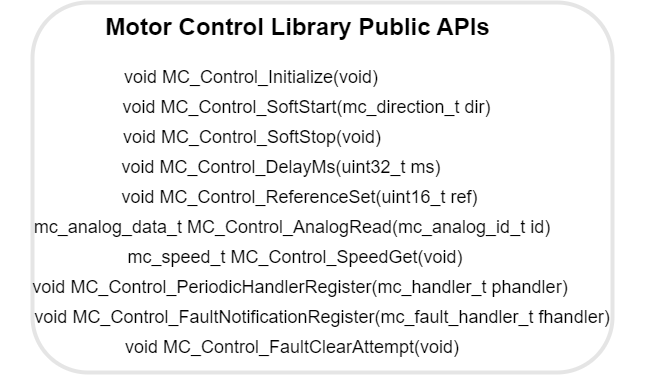 Motor Control Library Public APIs
void MC_Control_Initialize(void)
void MC_Control_SoftStart(mc_direction_t dir)
void MC_Control_SoftStop(void)
void MC_Control_DelayMs(uint32_t ms)
void MC_Control_ReferenceSet(uint16_t ref)
mc_analog_data_t MC_Control_AnalogRead(mc_analog_id_t id)
mc_speed_t MC_Control_SpeedGet(void)
void MC_Control_PeriodicHandlerRegister(mc_handler_t phandler)
void MC_Control_FaultNotificationRegister(mc_fault_handler_t fhandler)
void MC_Control_FaultClearAttempt(void)